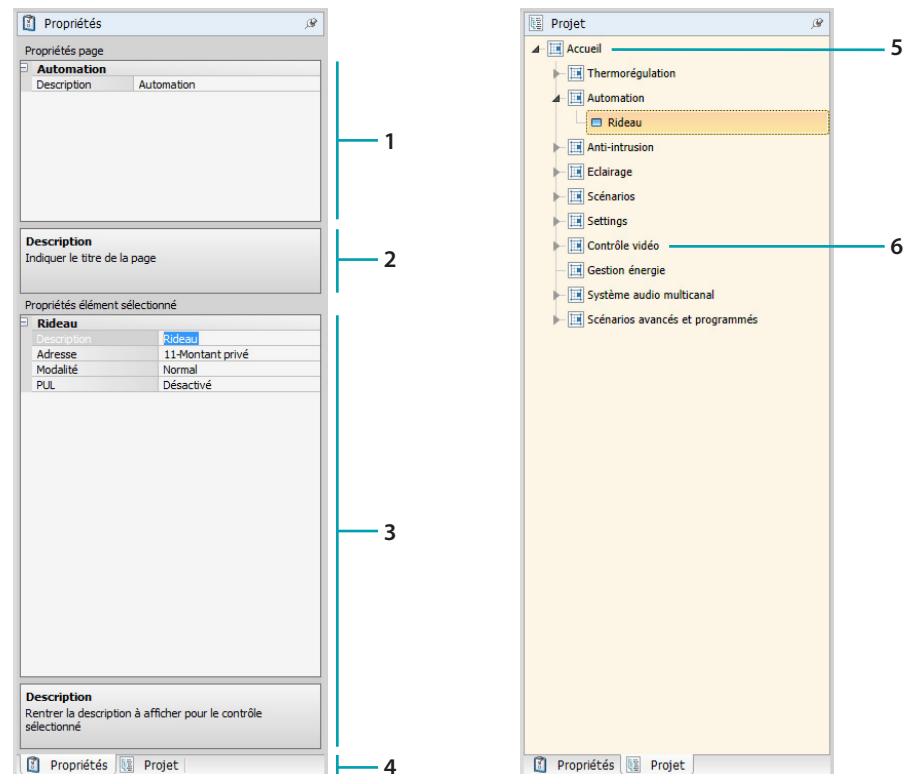 Propriétés
Propriétés page
Automation
Description Automation
1
Description
Indiquer le titre de la page
2
Propriétés élément sélectionné
Rideau
Description Rideau
Adresse 11-Montant privé
Modalité Normal
PUL Désactivé
3
Description
Rentrer la description à afficher pour le contrôle
sélectionné
Propriétés Projet
4
Projet
Accueil
5
Thermorégulation
Automation
Rideau
Anti-intrusion
Eclairage
Scénarios
Settings
Contrôle vidéo
6
Gestion énergie
Système audio multicanal
Scénarios avancés et programmés
Propriétés Projet